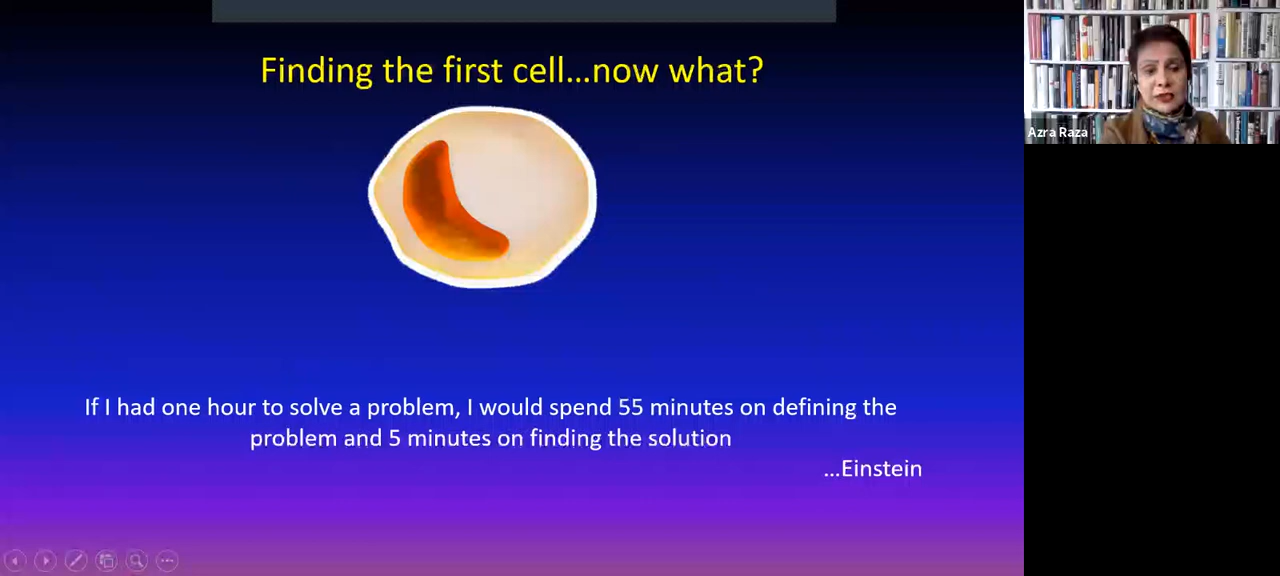 Finding the first cell...now what?
Azra Raza
If I had one hour to solve a problem, I would spend 55 minutes on defining the
problem and 5 minutes on finding the solution
...Einstein